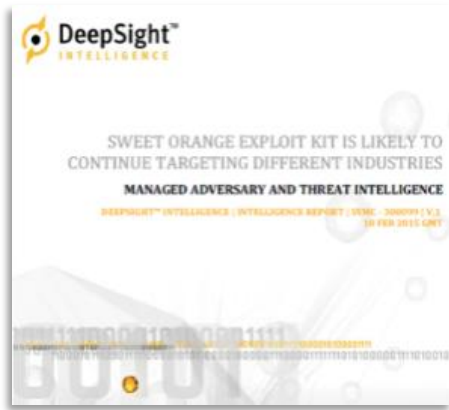 DeepSight™
INTELLIGENCE
SWEET ORANGE EXPLOIT KIT IS LIKELY TO
CONTINUE TARGETING DIFFERENT INDUSTRIES
MANAGED ADVERSARY AND THREAT INTELLIGENCE
DEEPSIGHT™ INTELLIGENCE | INTELLIGENCE REPORT | SYMC - 300099 | V.1
10 FEB 2015 GMT